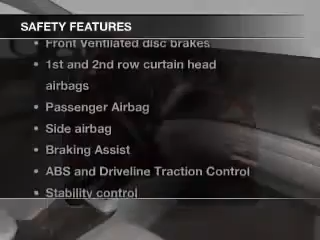 SAFETY FEATURES
• Front Ventilated disc brakes
• 1st and 2nd row curtain head
airbags
• Passenger Airbag
• Side airbag
• Braking Assist
• ABS and Driveline Traction Control
• Stability control